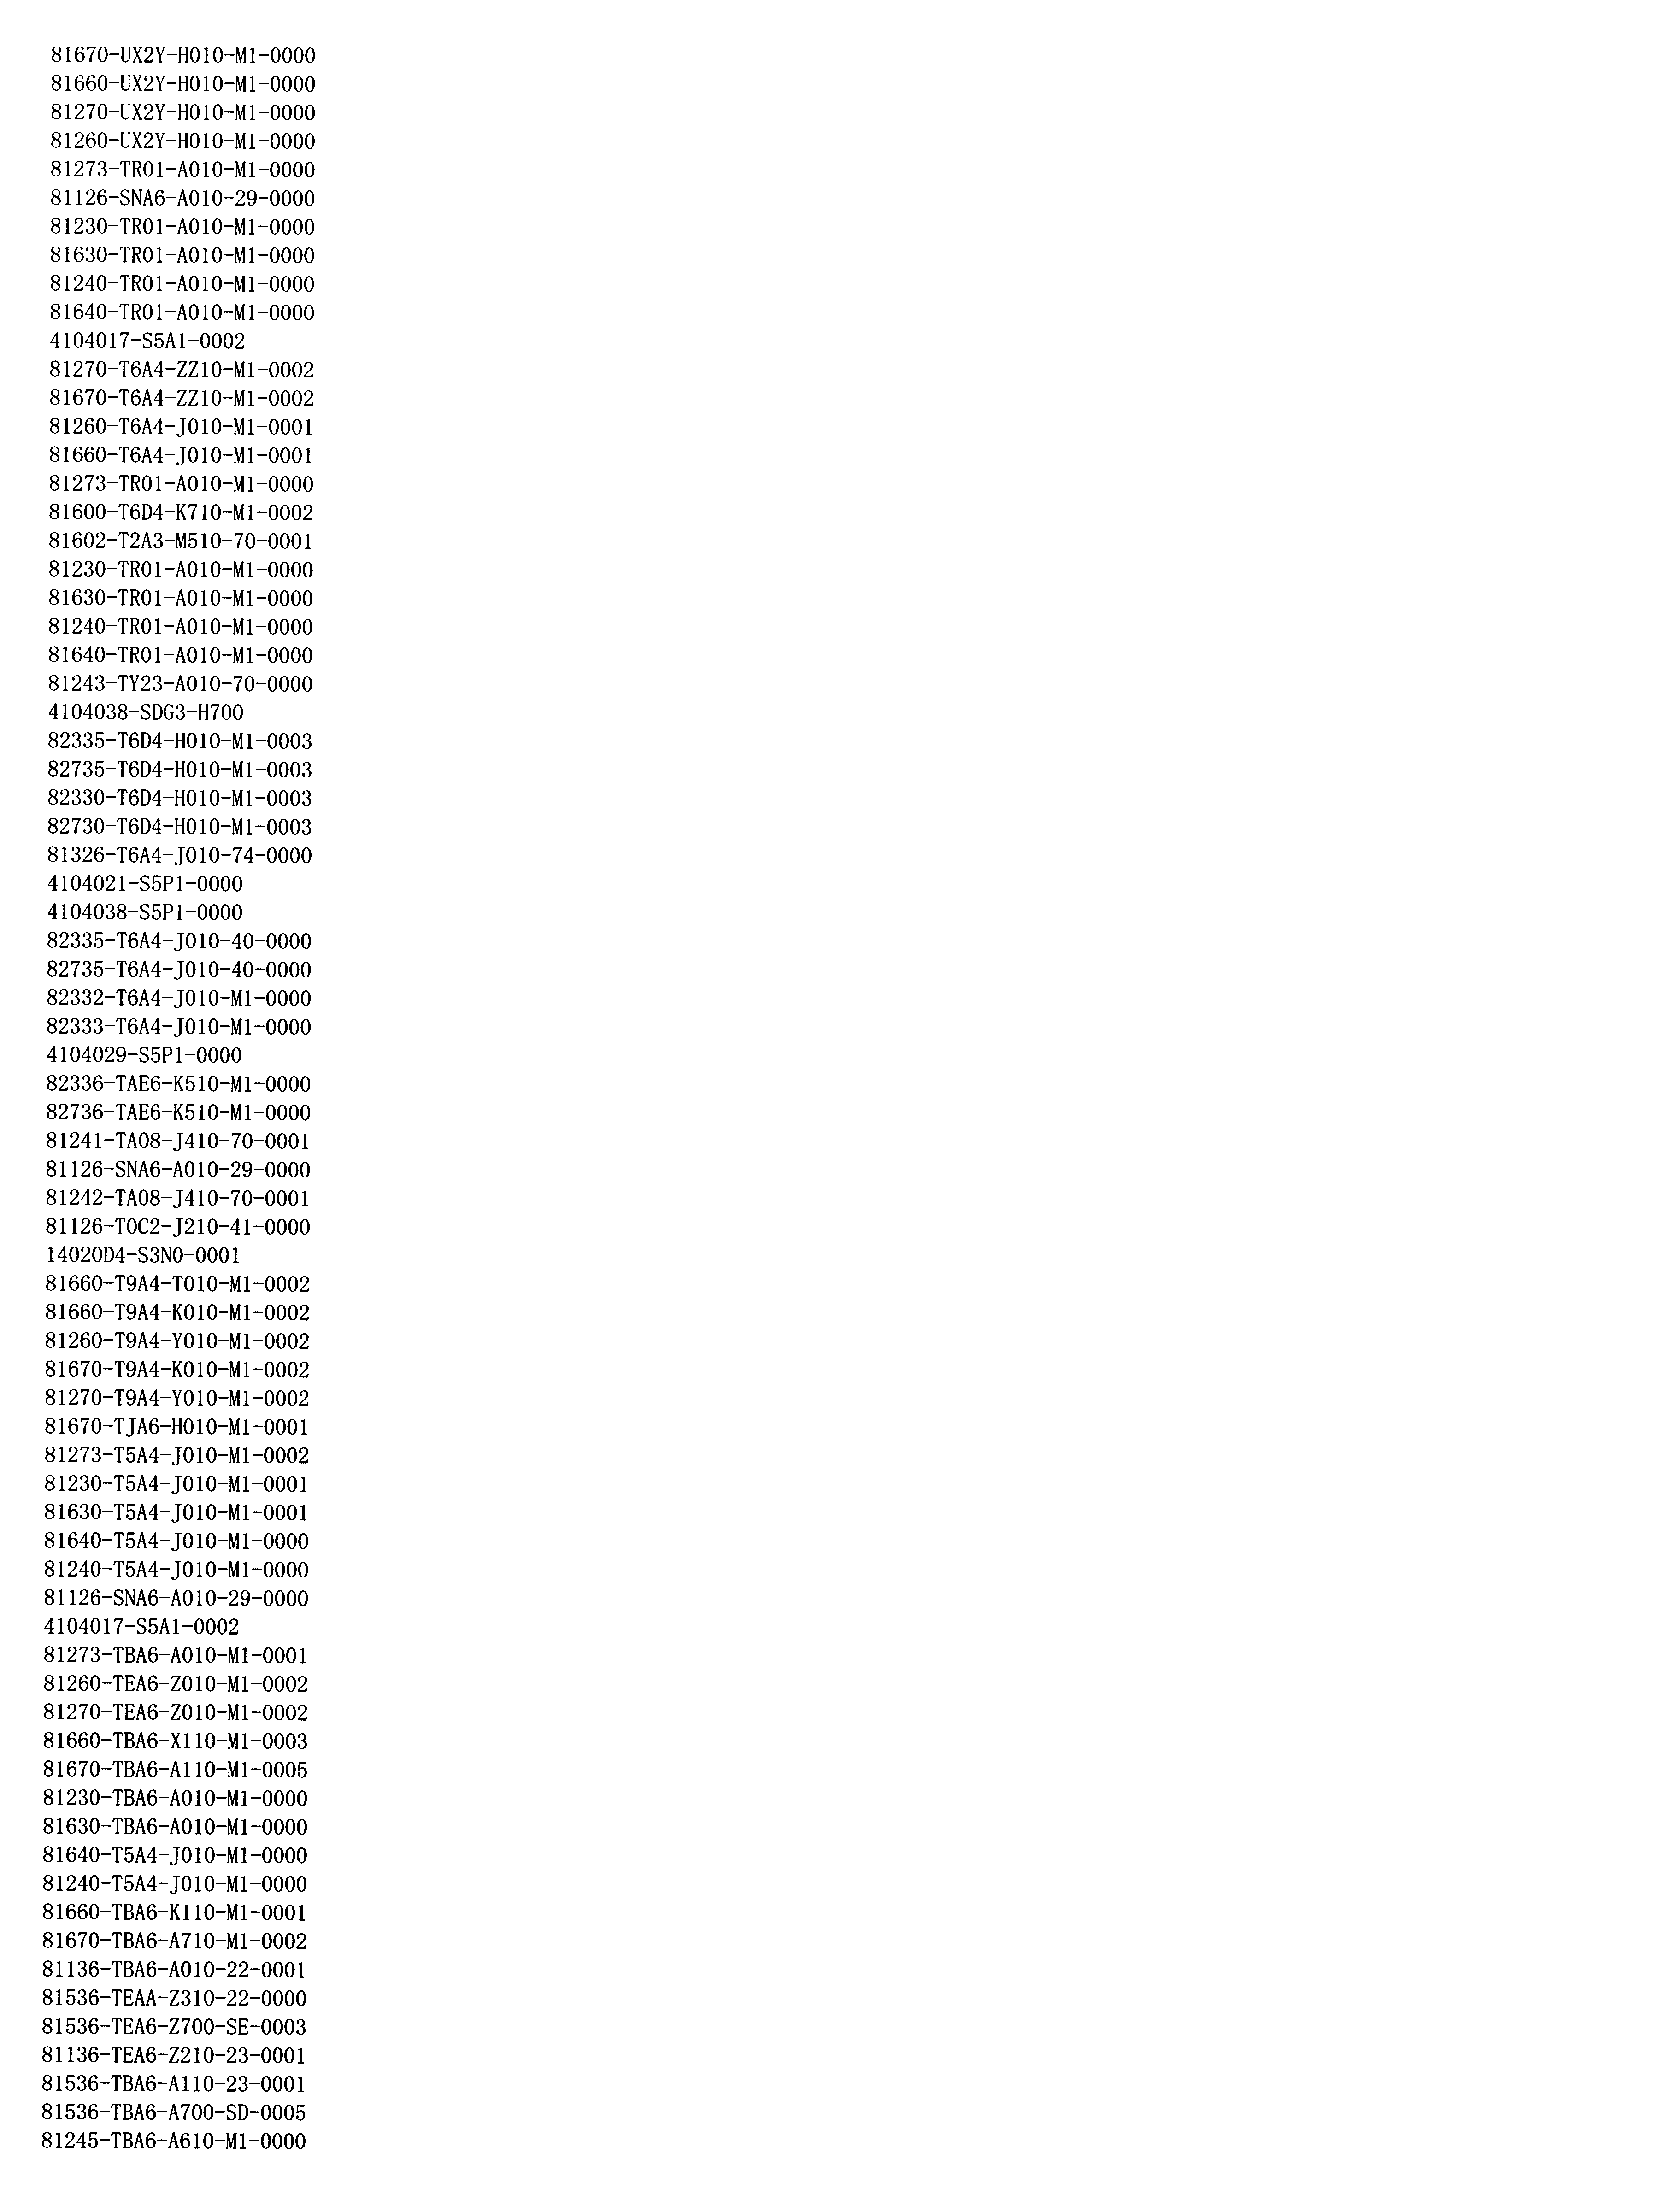 81670-UX2Y-H010-M1-0000
81660-UX2Y-H010-M1-0000
81270-UX2Y-H010-M1-0000
81260-UX2Y-H010-M1-0000
81273-TR01-A010-M1-0000
81126-SNA6-A010-29-0000
81230-TR01-A010-M1-0000
81630-TR01-A010-M1-0000
81240-TR01-A010-M1-0000
81640-TR01-A010-M1-0000
4104017-S5A1-0002
81270-T6A4-ZZ10-M1-0002
81670-T6A4-ZZ10-M1-0002
81260-T6A4-J010-M1-0001
81660-T6A4-J010-M1-0001
81273-TR01-A010-M1-0000
81600-T6D4-K710-M1-0002
81602-T2A3-M510-70-0001
81230-TR01-A010-M1-0000
81630-TR01-A010-M1-0000
81240-TR01-A010-M1-0000
81640-TR01-A010-M1-0000
81243-TY23-A010-70-0000
4104038-SDG3-H700
82335-T6D4-H010-M1-0003
82735-T6D4-H010-M1-0003
82330-T6D4-H010-M1-0003
82730-T6D4-H010-M1-0003
81326-T6A4-J010-74-0000
4104021-S5P1-0000
4104038-S5P1-0000
82335-T6A4-J010-40-0000
82735-T6A4-J010-40-0000
82332-T6A4-J010-M1-0000
82333-T6A4-J010-M1-0000
4104029-S5P1-0000
82336-TAE6-K510-M1-0000
82736-TAE6-K510-M1-0000
81241-TA08-J410-70-0001
81126-SNA6-A010-29-0000
81242-TA08-J410-70-0001
81126-T0C2-J210-41-0000
14020D4-S3N0-0001
81660-T9A4-T010-M1-0002
81660-T9A4-K010-M1-0002
81260-T9A4-Y010-M1-0002
81670-T9A4-K010-M1-0002
81270-T9A4-Y010-M1-0002
81670-TJA6-H010-M1-0001
81273-T5A4-J010-M1-0002
81230-T5A4-J010-M1-0001
81630-T5A4-J010-M1-0001
81640-T5A4-J010-M1-0000
81240-T5A4-J010-M1-0000
81126-SNA6-A010-29-0000
4104017-S5A1-0002
81273-TBA6-A010-M1-0001
81260-TEA6-Z010-M1-0002
81270-TEA6-Z010-M1-0002
81660-TBA6-X110-M1-0003
81670-TBA6-A110-M1-0005
81230-TBA6-A010-M1-0000
81630-TBA6-A010-M1-0000
81640-T5A4-J010-M1-0000
81240-T5A4-J010-M1-0000
81660-TBA6-K110-M1-0001
81670-TBA6-A710-M1-0002
81136-TBA6-A010-22-0001
81536-TEAA-Z310-22-0000
81536-TEA6-Z700-SE-0003
81136-TEA6-Z210-23-0001
81536-TBA6-A110-23-0001
81536-TBA6-A700-SD-0005
81245-TBA6-A610-M1-0000